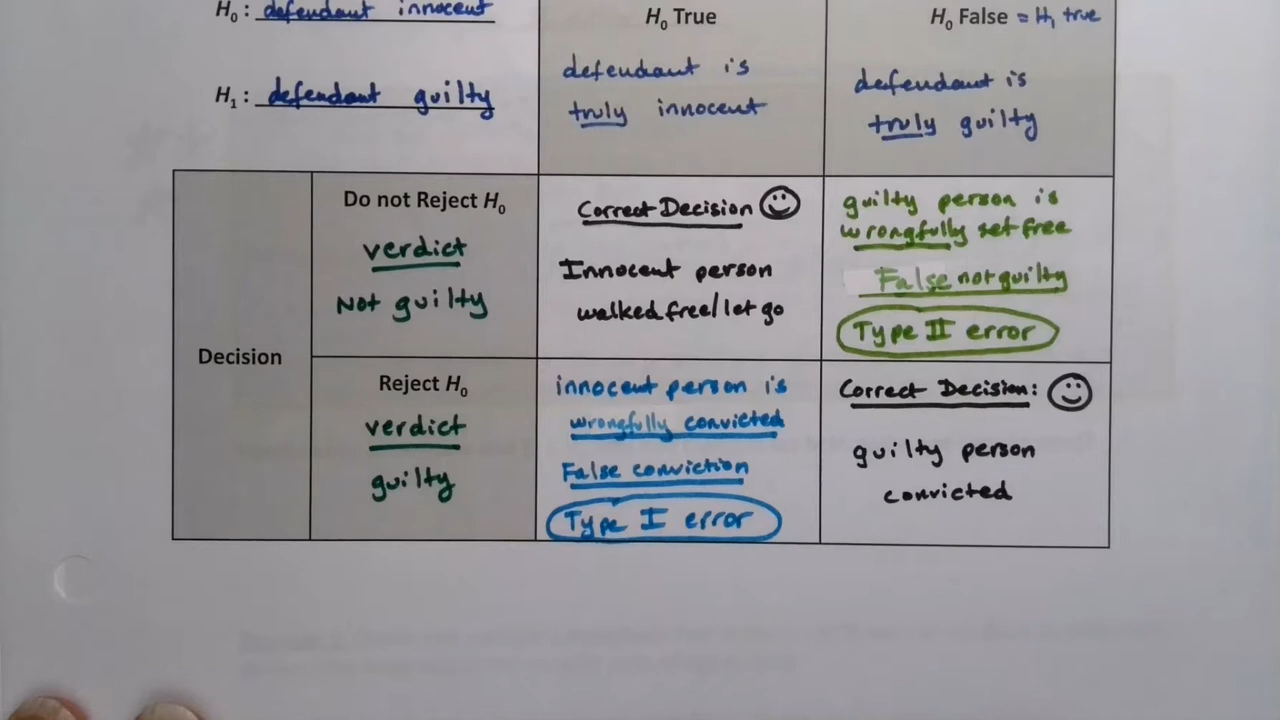 H₀: defendant innocent
H₁: defendant guilty
H₀ True
defendant is
truly innocent
H₀ False = H₁ true
defendant is
truly guilty
Decision
Do not Reject H₀
verdict
Not guilty
Correct Decision ☺
Innocent person
walked free/let go
guilty person is
wrongfully set free
False not guilty
Type II error
Reject H₀
verdict
guilty
innocent person is
wrongfully convicted
False conviction
Type I error
Correct Decision: ☺
guilty person
convicted